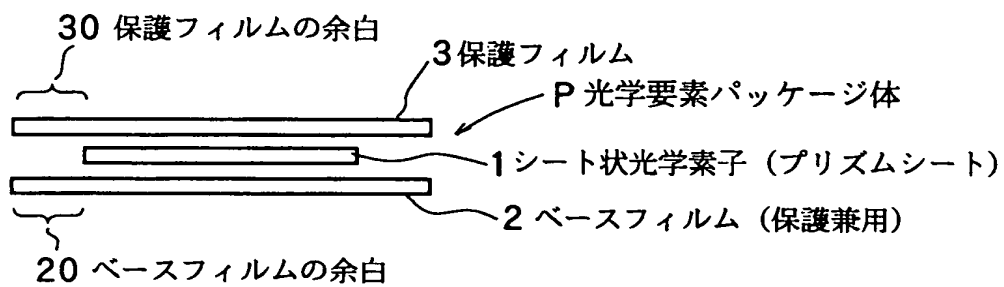 30 保護フィルムの余白
3保護フィルム
P 光学要素パッケージ体
1シート状光学素子（プリズムシート）
2 ベースフィルム（保護兼用）
20 ベースフィルムの余白